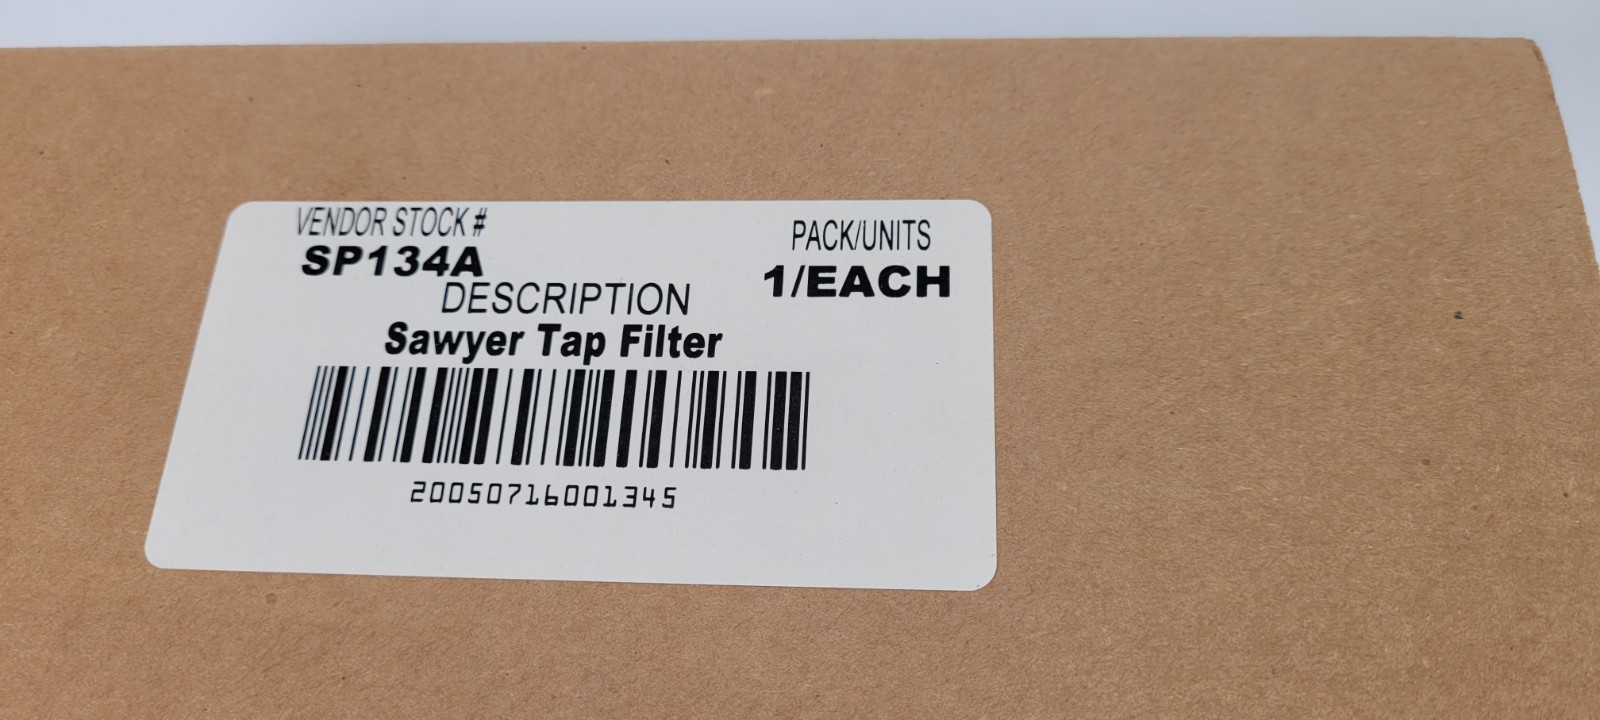 VENDOR STOCK #
SP134A
PACK/UNITS
1/EACH
DESCRIPTION
Sawyer Tap Filter
20050716001345